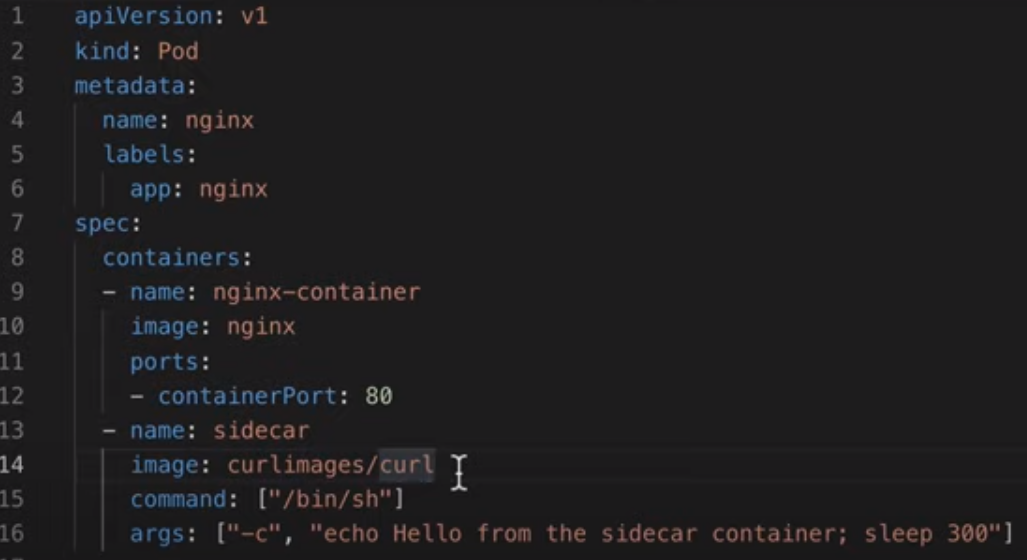 1 apiVersion: v1
2 kind: Pod
3 metadata:
4   name: nginx
5   labels:
6     app: nginx
7 spec:
8   containers:
9   - name: nginx-container
10     image: nginx
11     ports:
12     - containerPort: 80
13   - name: sidecar
14     image: curlimages/curl
15     command: ["/bin/sh"]
16     args: ["-c", "echo Hello from the sidecar container; sleep 300"]